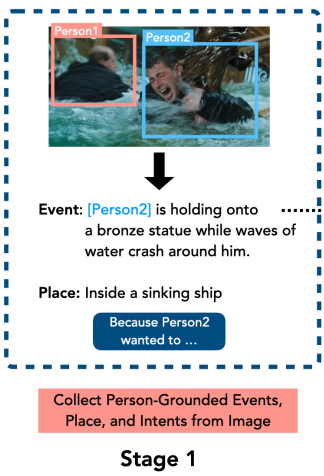 Person1
Person2
Event: [Person2] is holding onto
a bronze statue while waves of
water crash around him.
Place: Inside a sinking ship
Because Person2
wanted to ...
Collect Person-Grounded Events,
Place, and Intents from Image
Stage 1